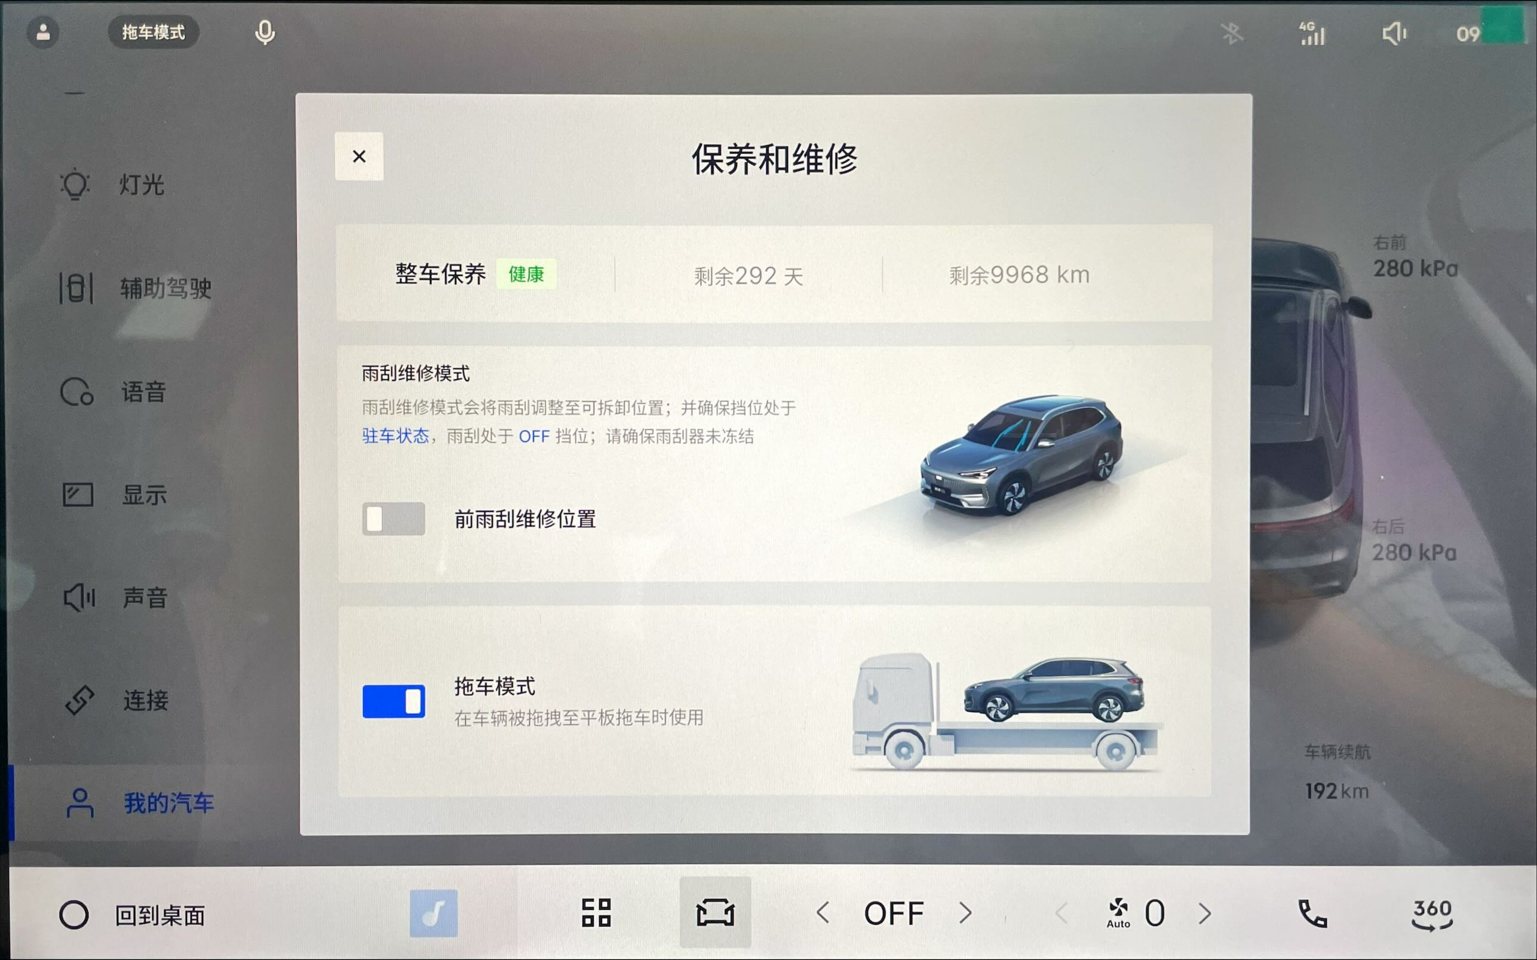 拖车模式
4G
09
灯光
辅助驾驶
语音
显示
声音
连接
我的汽车
保养和维修
整车保养 健康 剩余292 天 剩余9968 km
雨刮维修模式
雨刮维修模式会将雨刮调整至可拆卸位置；并确保挡位处于
驻车状态，雨刮处于 OFF 挡位；请确保雨刮器未冻结
前雨刮维修位置
拖车模式
在车辆被拖拽至平板拖车时使用
右前
280 kPa
右后
280 kPa
车辆续航
192km
回到桌面
OFF
Auto
0
360